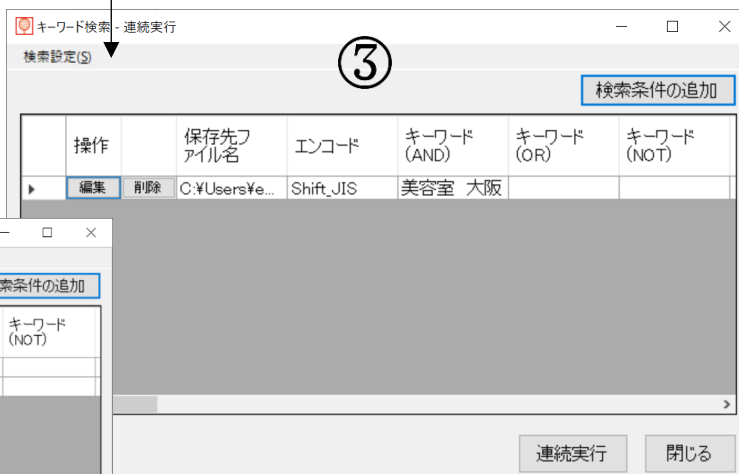 キーワード検索 - 連続実行
検索設定(S)
③
検索条件の追加
操作
保存先フ
ァイル名
エンコード
キーワード
(AND)
キーワード
(OR)
キーワード
(NOT)
編集 削除 C:¥Users¥e... Shift_JIS 美容室 大阪
索条件の追加
キーワード
(NOT)
連続実行 閉じる